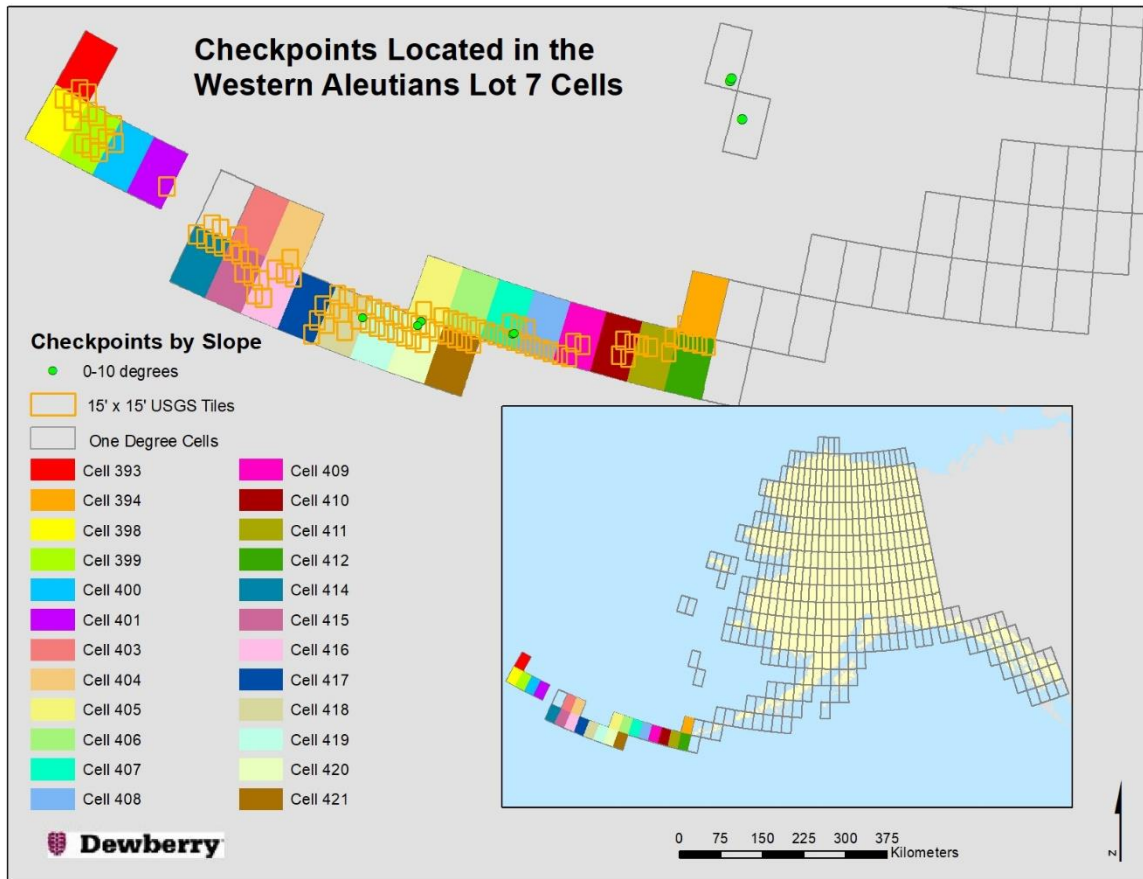 Checkpoints Located in the
Western Aleutians Lot 7 Cells
Checkpoints by Slope
0-10 degrees
15' x 15' USGS Tiles
One Degree Cells
Cell 393
Cell 394
Cell 398
Cell 399
Cell 400
Cell 401
Cell 403
Cell 404
Cell 405
Cell 406
Cell 407
Cell 408
Cell 409
Cell 410
Cell 411
Cell 412
Cell 414
Cell 415
Cell 416
Cell 417
Cell 418
Cell 419
Cell 420
Cell 421
Dewberry
0 75 150 225 300 375
Kilometers
N